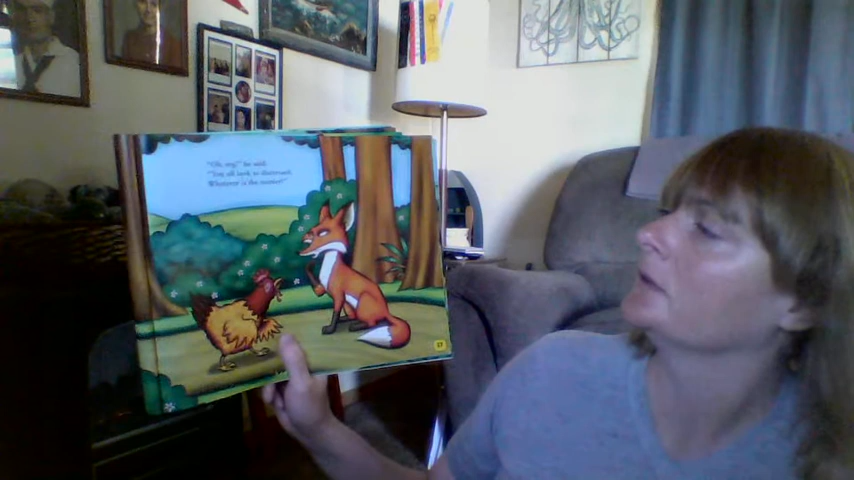 "Oh, my!" he said.
"You all look so distressed.
Whatever is the matter?"
17